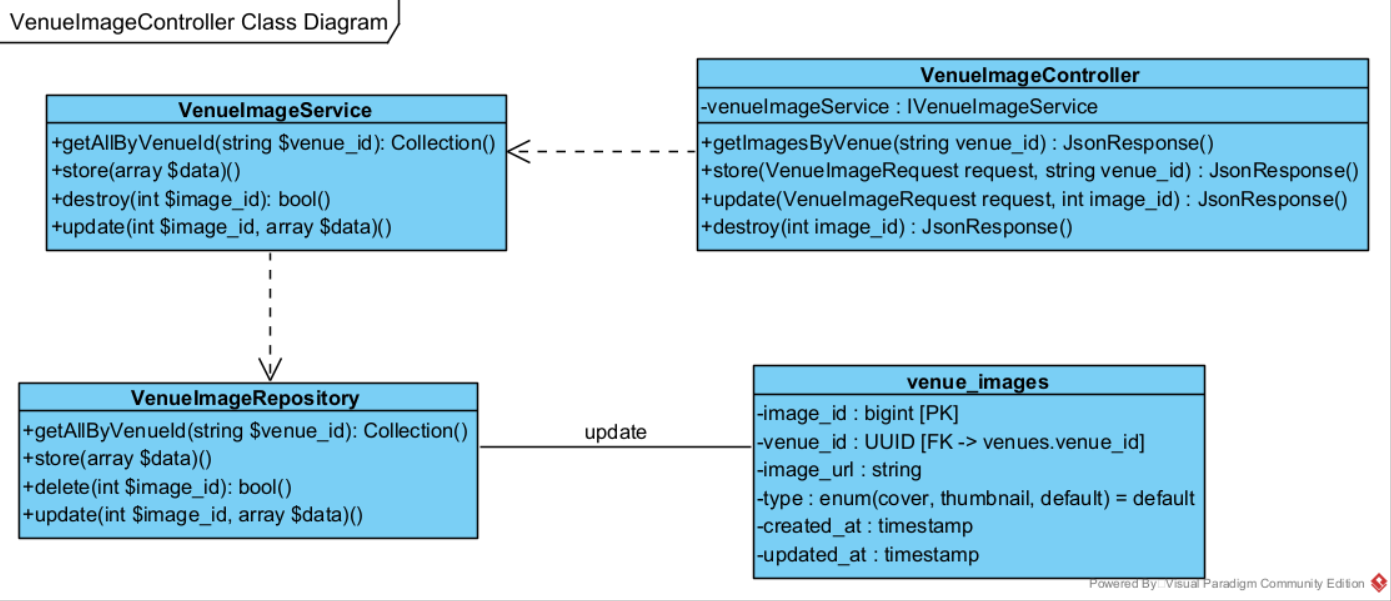 VenueImageController Class Diagram
VenueImageService
+getAllByVenueId(string $venue_id): Collection()
+store(array $data)()
+destroy(int $image_id): bool()
+update(int $image_id, array $data)()
VenueImageController
-venueImageService : IVenueImageService
+getImagesByVenue(string venue_id) : JsonResponse()
+store(VenueImageRequest request, string venue_id) : JsonResponse()
+update(VenueImageRequest request, int image_id) : JsonResponse()
+destroy(int image_id) : JsonResponse()
VenueImageRepository
+getAllByVenueId(string $venue_id): Collection()
+store(array $data)()
+delete(int $image_id): bool()
+update(int $image_id, array $data)()
update
venue_images
-image_id : bigint [PK]
-venue_id : UUID [FK -> venues.venue_id]
-image_url : string
-type : enum(cover, thumbnail, default) = default
-created_at : timestamp
-updated_at : timestamp
Powered By: Visual Paradigm Community Edition